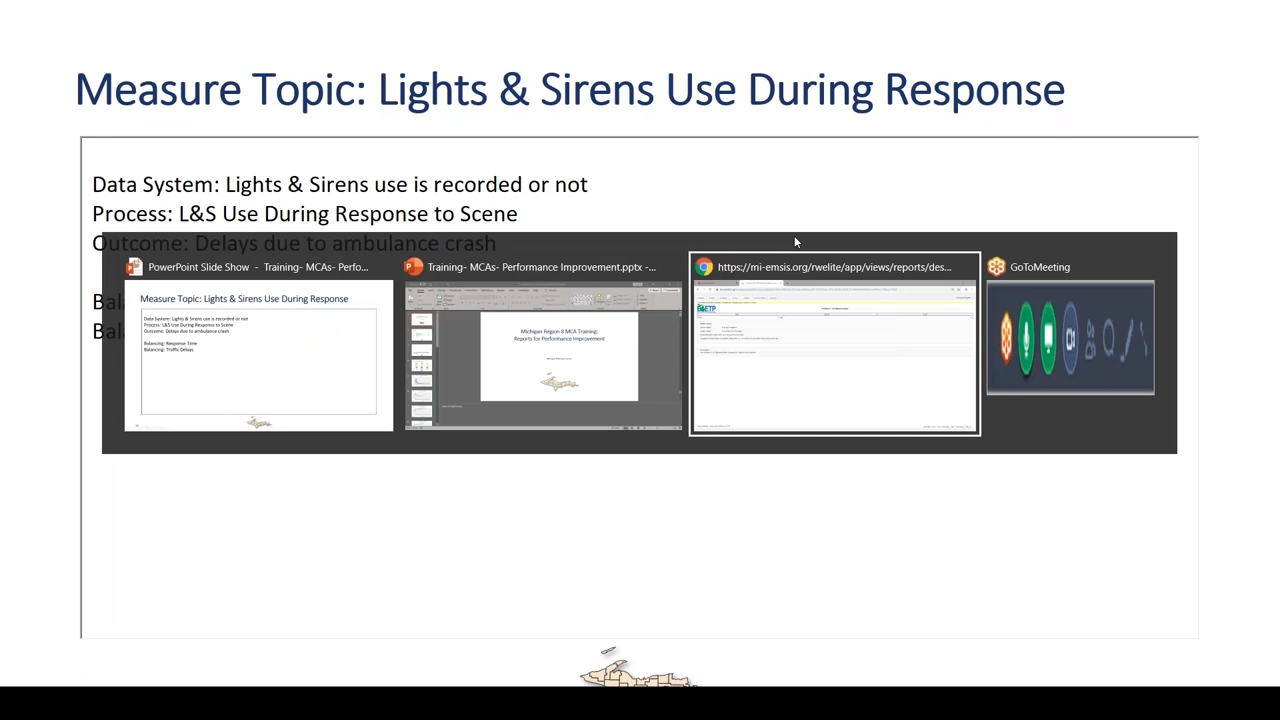 Measure Topic: Lights & Sirens Use During Response
Data System: Lights & Sirens use is recorded or not
Process: L&S Use During Response to Scene
Outcome: Delays due to ambulance crash
PowerPoint Slide Show - Training- MCAs- Perfo...
Training- MCAs- Performance Improvement.pptx -...
https://mi-emsis.org/rwelite/app/views/reports/des...
GoToMeeting
Measure Topic: Lights & Sirens Use During Response
Data System: Lights & Sirens use is recorded or not
Process: L&S Use During Response to Scene
Outcome: Delays due to ambulance crash
Balancing: Response Time
Balancing: Traffic Delays
Michigan Region 8 MCA Training:
Reports for Performance Improvement
Bal
Bal